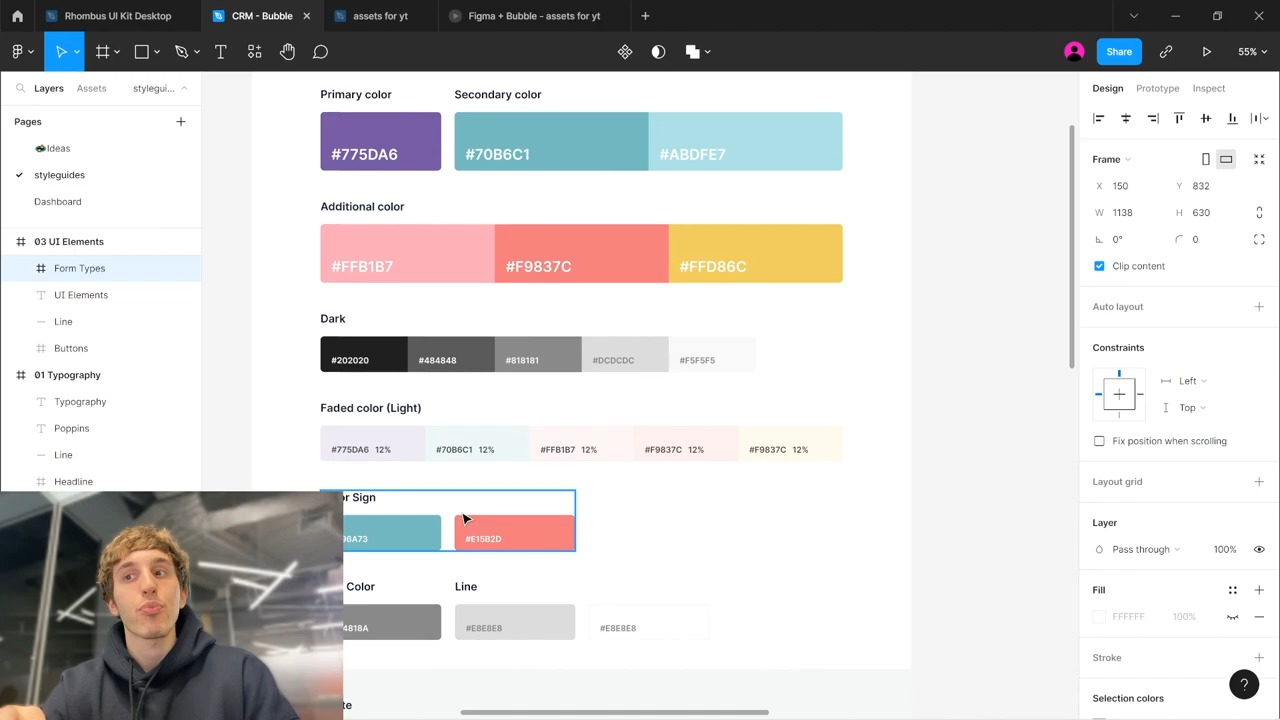 Rhombus UI Kit Desktop
CRM - Bubble
assets for yt
Figma + Bubble - assets for yt
Share
55%
Layers
Assets
stylegui...
Pages
Ideas
styleguides
Dashboard
03 UI Elements
Form Types
UI Elements
Line
Buttons
01 Typography
Typography
Poppins
Line
Headline
Primary color
Secondary color
#775DA6
#70B6C1
#ABDFE7
Additional color
#FFB1B7
#F9837C
#FFD86C
Dark
#202020
#484848
#818181
#DCDCDC
#F5F5F5
Faded color (Light)
#775DA6 12%
#70B6C1 12%
#FFB1B7 12%
#F9837C 12%
#F9837C 12%
Sign
96A73
#E15B2D
Color
Line
4818A
#E8E8E8
#E8E8E8
Design
Prototype
Inspect
Frame
X 150
Y 832
W 1138
H 630
0°
0
Clip content
Auto layout
Constraints
Left
Top
Fix position when scrolling
Layout grid
Layer
Pass through
100%
Fill
FFFFFF
100%
Stroke
?
Selection colors